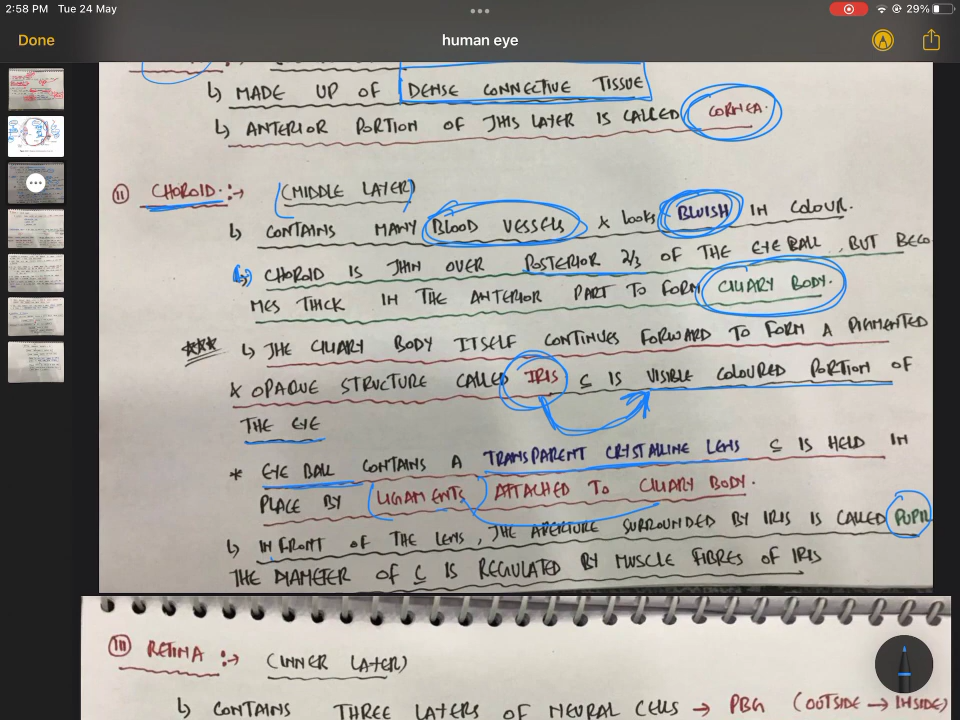 2:58 PM Tue 24 May
29%
Done
human eye
↳ MADE UP OF DENSE CONNECTIVE TISSUE
↳ ANTERIOR PORTION OF THIS LAYER IS CALLED CORNEA.
(ii) CHOROID :→ (MIDDLE LAYER)
↳ CONTAINS MANY BLOOD VESSELS & looks BLUISH IN COLOUR.
↳ CHOROID IS THIN OVER POSTERIOR 2/3 OF THE EYE BALL, BUT BECO
MES THICK IN THE ANTERIOR PART TO FORM CILIARY BODY.
*** ↳ THE CILIARY BODY ITSELF CONTINUES FORWARD TO FORM A PIGMENTED
& OPAQUE STRUCTURE CALLED IRIS C IS VISIBLE COLOURED PORTION OF
THE EYE
* EYE BALL CONTAINS A TRANSPARENT CRYSTALLINE LENS C IS HELD IN
PLACE BY LIGAMENTS ATTACHED TO CILIARY BODY.
↳ IN FRONT OF THE LENS, THE APERTURE SURROUNDED BY IRIS IS CALLED PUPIL
THE DIAMETER OF C IS REGULATED BY MUSCLE FIBRES OF IRIS
(iii) RETINA :→ (INNER LAYER)
↳ CONTAINS THREE LAYERS OF NEURAL CELLS → PBG (OUTSIDE → INSIDE)